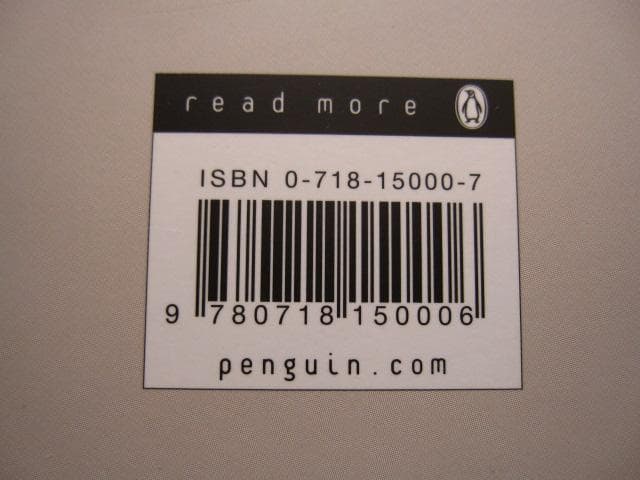 read more
ISBN 0-718-15000-7
9 780718 150006
penguin.com